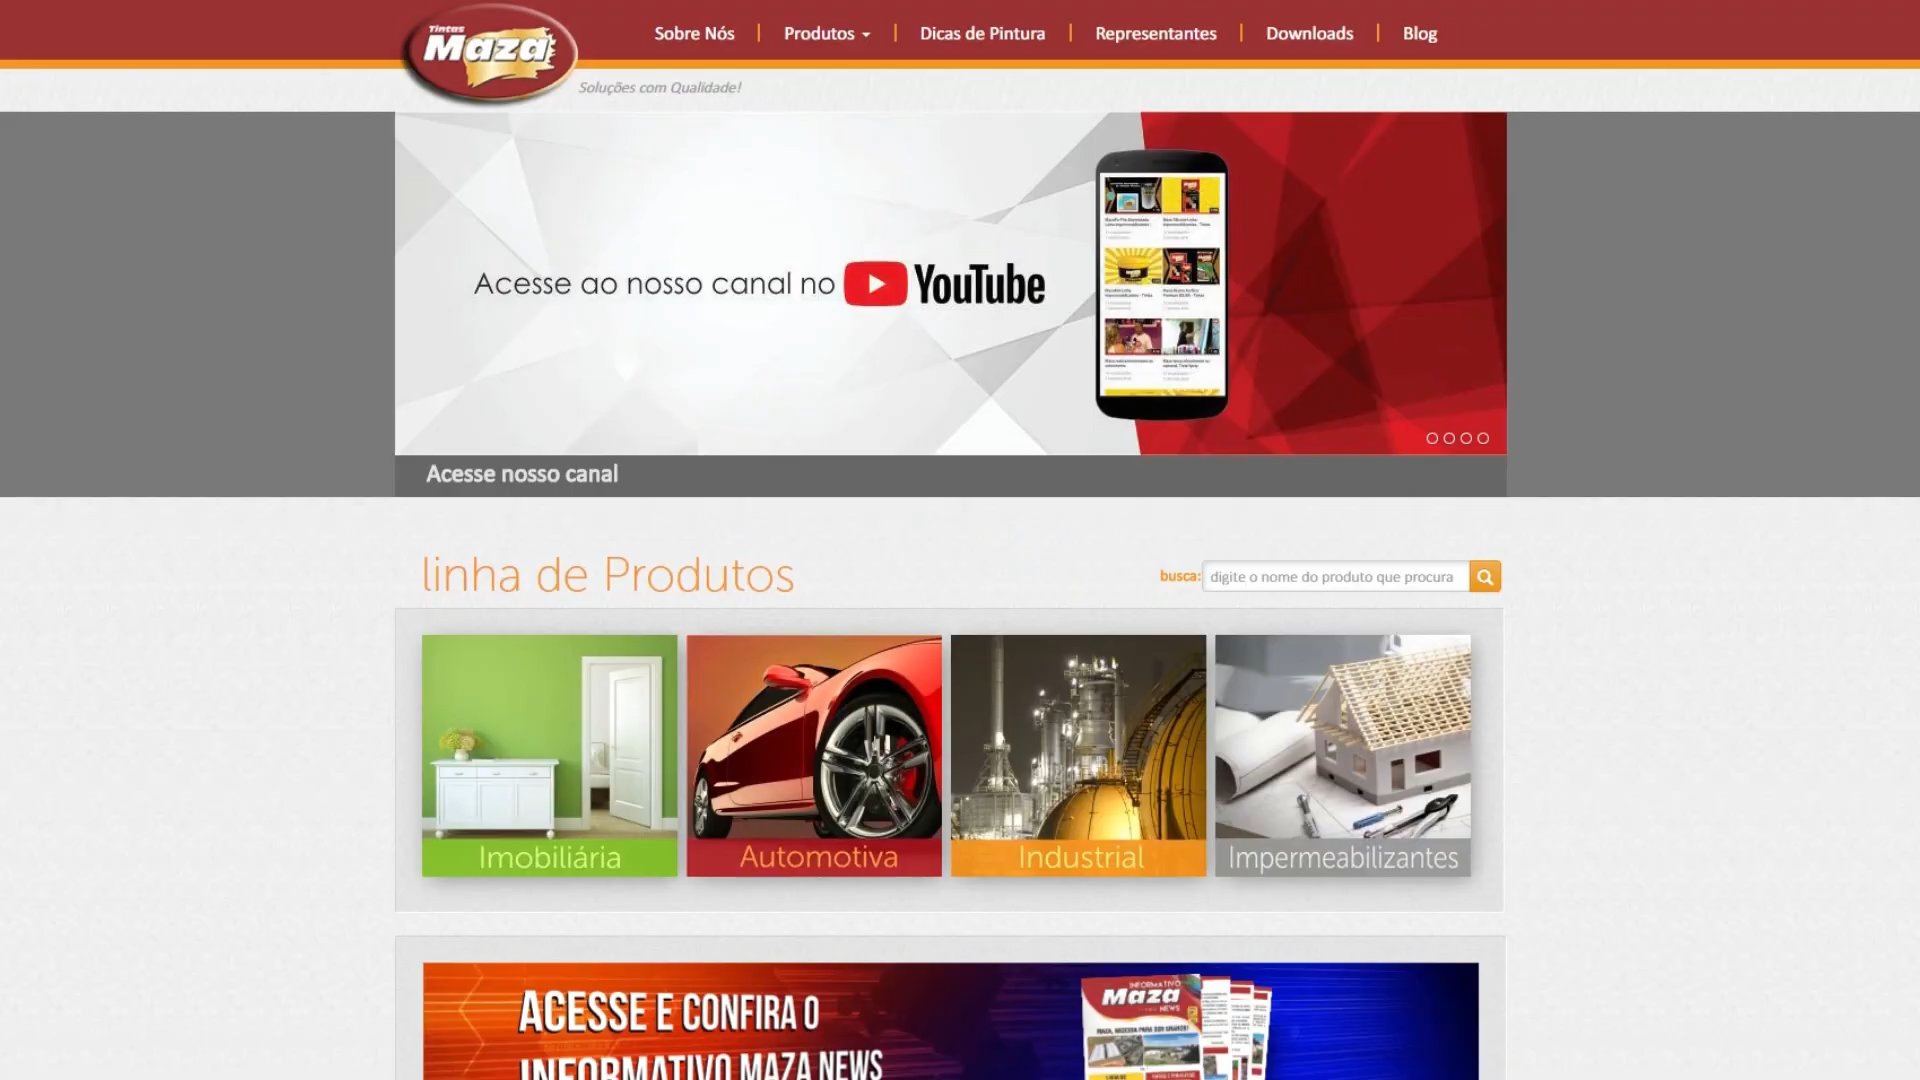 Tintas
Maza
Sobre Nós
Produtos
Dicas de Pintura
Representantes
Downloads
Blog
Soluções com Qualidade!
Acesse ao nosso canal no YouTube
Acesse nosso canal
linha de Produtos
busca:
digite o nome do produto que procura
Imobiliária
Automotiva
Industrial
Impermeabilizantes
ACESSE E CONFIRA O
INFORMATIVO MAZA NEWS
INFORMATIVO
Maza
NEWS